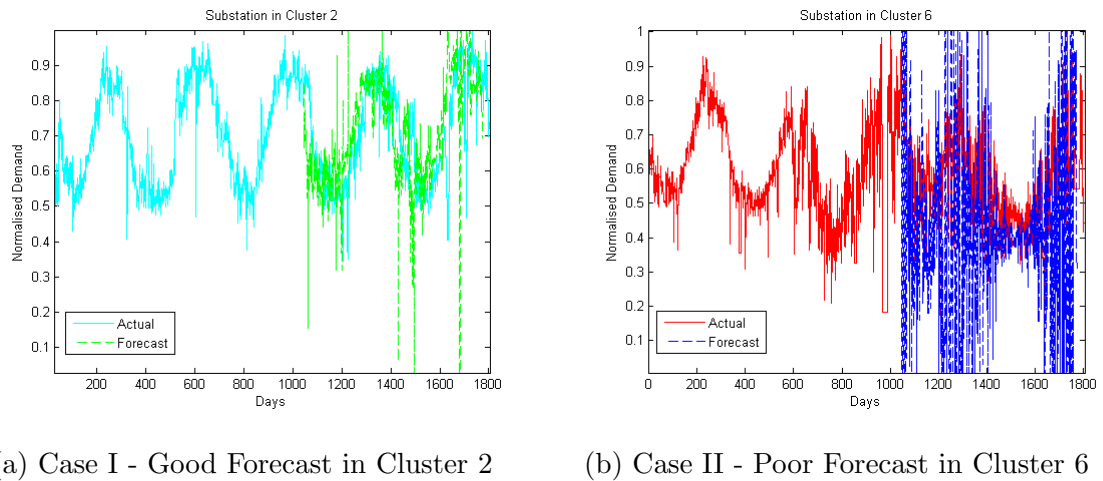 Substation in Cluster 2
Normalised Demand
0.9
0.8
0.7
0.6
0.5
0.4
0.3
0.2
0.1
Actual
Forecast
200 400 600 800 1000 1200 1400 1600 1800
Days
Substation in Cluster 6
Normalised Demand
1
0.9
0.8
0.7
0.6
0.5
0.4
0.3
0.2
0.1
Actual
Forecast
0 200 400 600 800 1000 1200 1400 1600 1800
Days
a) Case I - Good Forecast in Cluster 2
(b) Case II - Poor Forecast in Cluster 6